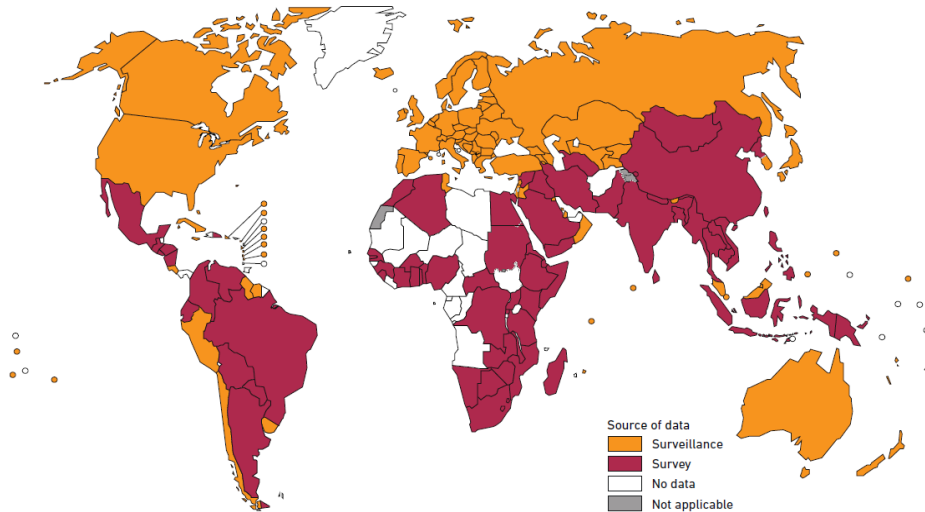 Source of data
Surveillance
Survey
No data
Not applicable